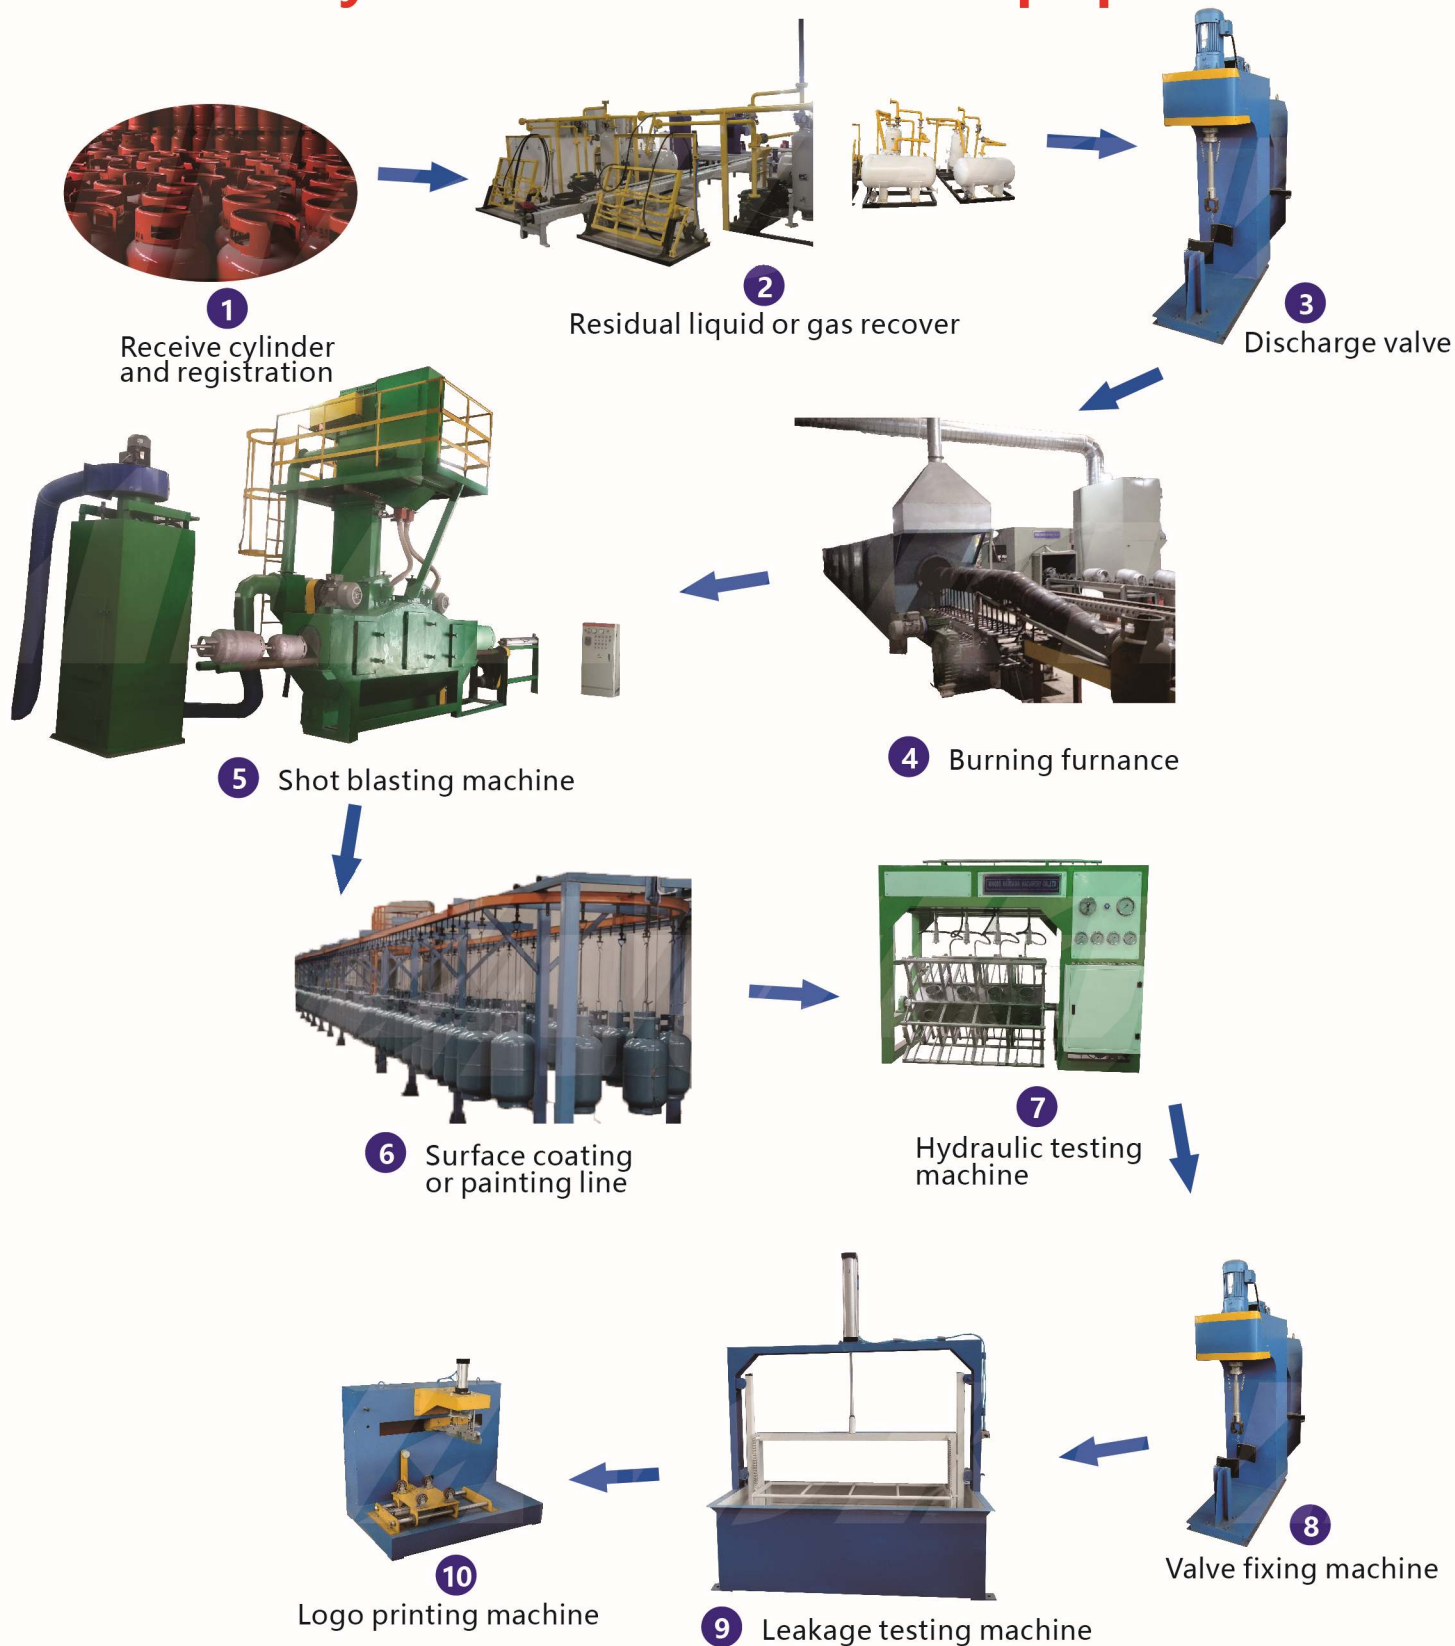 1
Receive cylinder
and registration
2
Residual liquid or gas recover
3
Discharge valve
4
Burning furnance
5
Shot blasting machine
6
Surface coating
or painting line
7
Hydraulic testing
machine
8
Valve fixing machine
9
Leakage testing machine
10
Logo printing machine